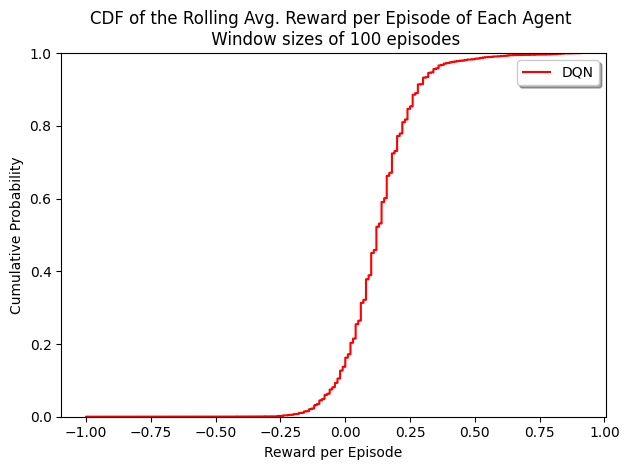 CDF of the Rolling Avg. Reward per Episode of Each Agent
Window sizes of 100 episodes
DQN
1.0
0.8
0.6
0.4
0.2
0.0
Cumulative Probability
−1.00 −0.75 −0.50 −0.25 0.00 0.25 0.50 0.75 1.00
Reward per Episode